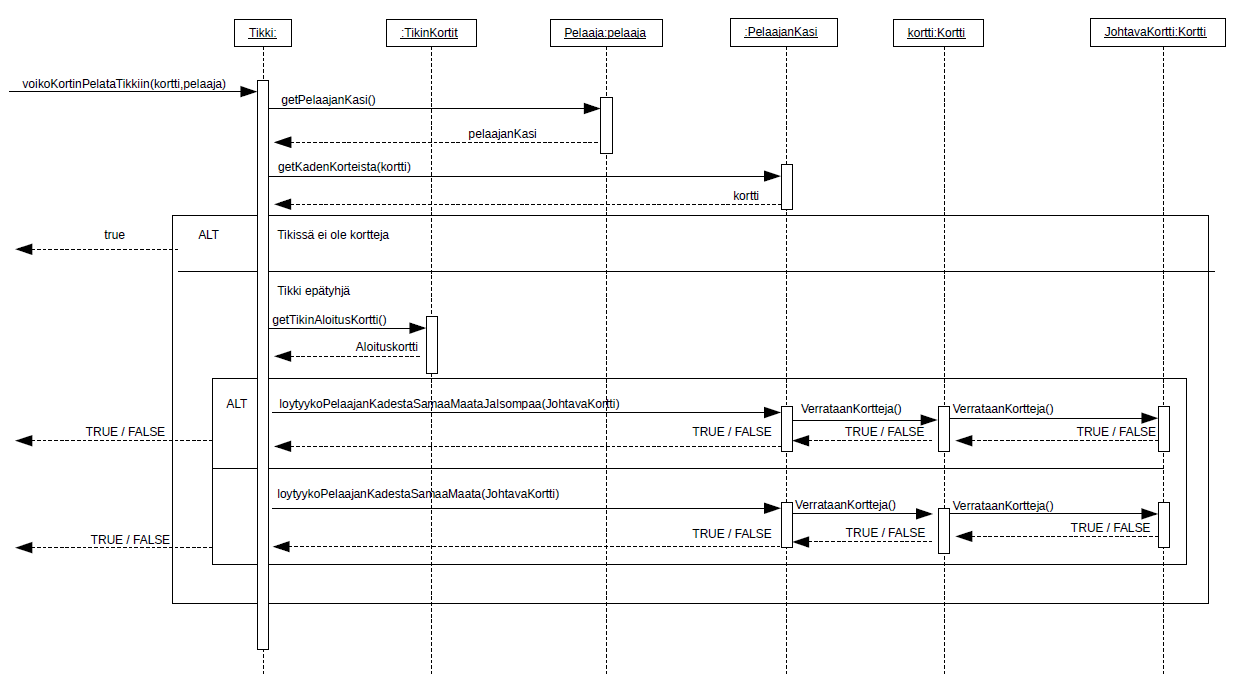 Tikki:
:TikinKortit
Pelaaja:pelaaja
:PelaajanKasi
kortti:Kortti
JohtavaKortti:Kortti
voikoKortinPelataTikkiin(kortti,pelaaja)
getPelaajanKasi()
pelaajanKasi
getKadenKorteista(kortti)
kortti
true
ALT
Tikissä ei ole kortteja
Tikki epätyhjä
getTikinAloitusKortti()
Aloituskortti
ALT
loytyykoPelaajanKadestaSamaaMaataJaIsompaa(JohtavaKortti)
VerrataanKortteja()
VerrataanKortteja()
TRUE / FALSE
TRUE / FALSE
TRUE / FALSE
TRUE / FALSE
loytyykoPelaajanKadestaSamaaMaata(JohtavaKortti)
VerrataanKortteja()
VerrataanKortteja()
TRUE / FALSE
TRUE / FALSE
TRUE / FALSE
TRUE / FALSE